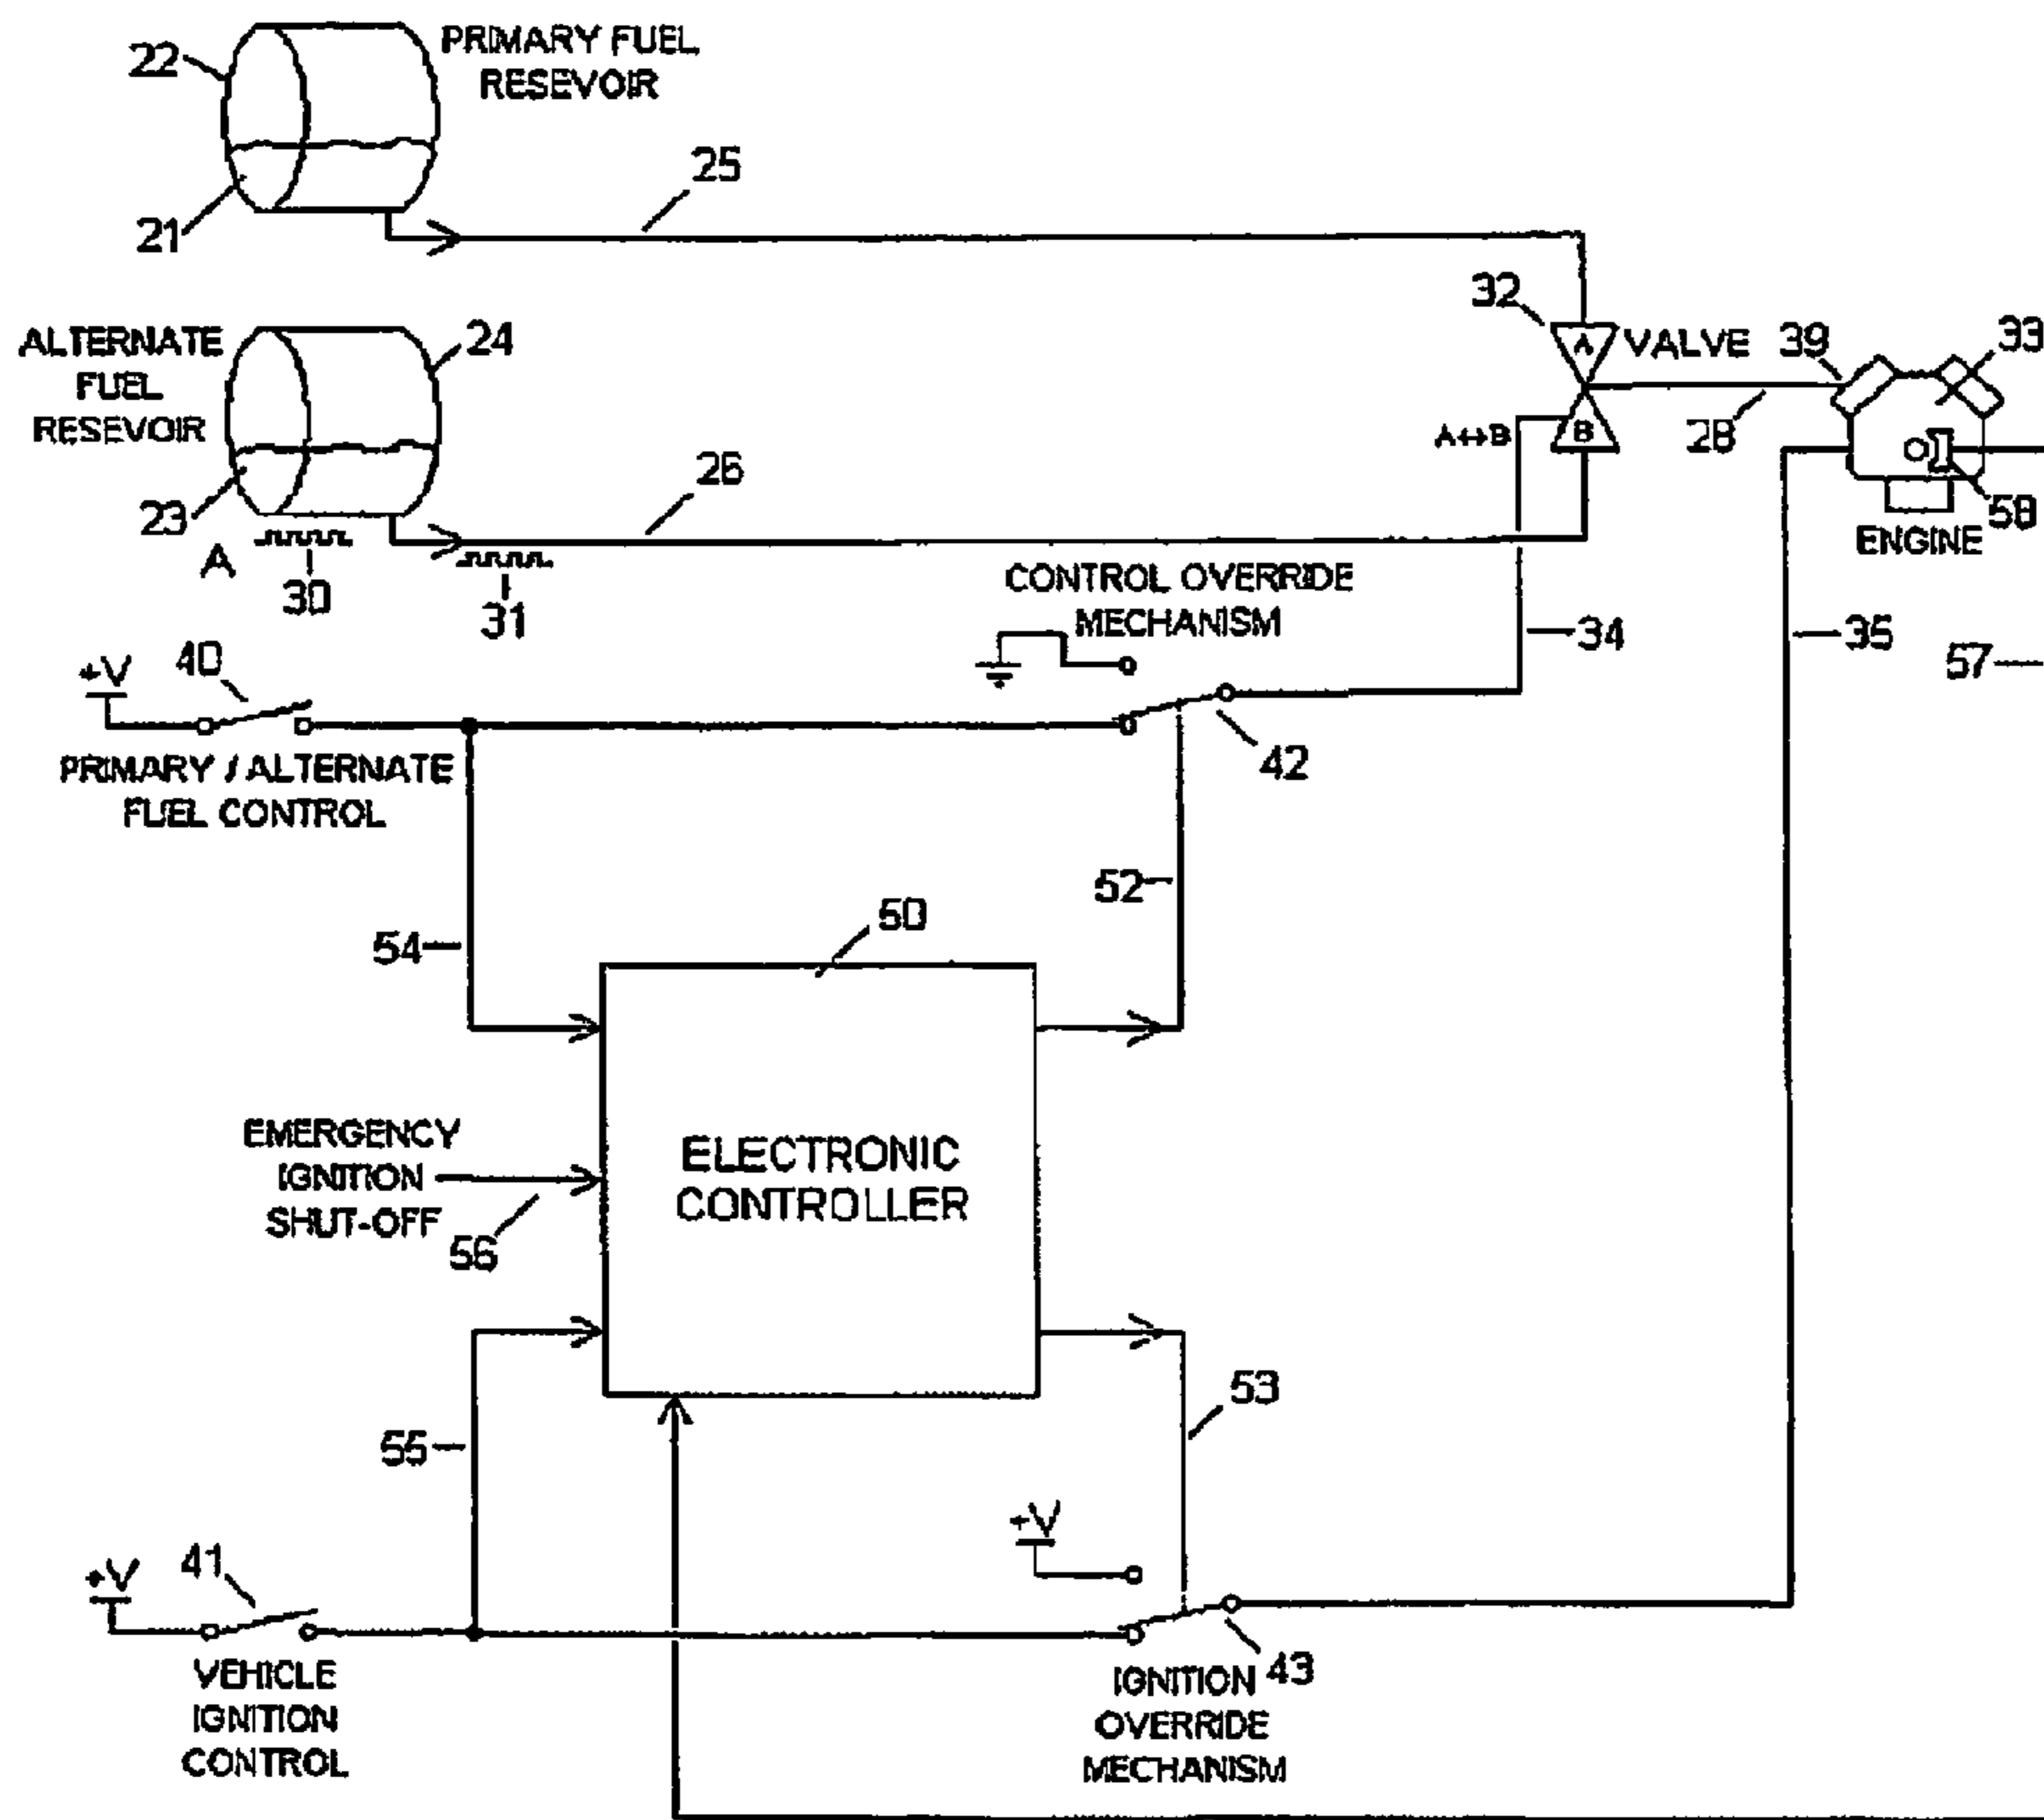 22
PRIMARY FUEL
RESEVOIR
21
25
ALTERNATE
FUEL
RESEVOIR
24
23
A
30
31
26
32
A
VALVE
B
A↔B
28
39
33
58
ENGINE
CONTROL OVERRIDE
MECHANISM
34
35
57
+V
40
PRIMARY / ALTERNATE
FUEL CONTROL
42
52
54
50
EMERGENCY
IGNITION
SHUT-OFF
56
ELECTRONIC
CONTROLLER
55
53
+V
41
VEHICLE
IGNITION
CONTROL
+V
43
IGNITION
OVERRIDE
MECHANISM